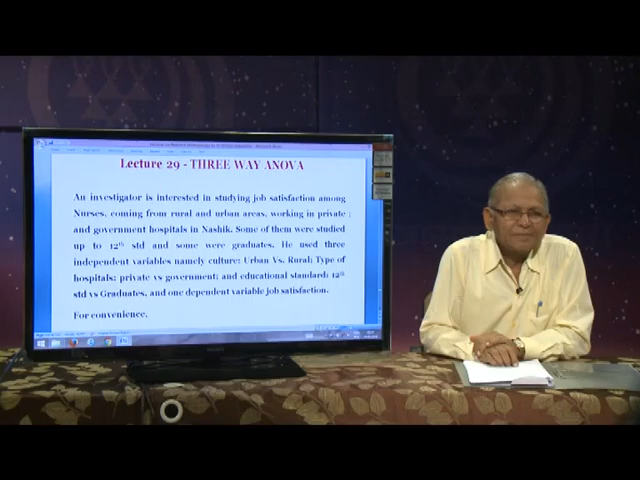 Lecture 29 - THREE WAY ANOVA
An investigator is interested in studying job satisfaction among
Nurses, coming from rural and urban areas, working in private ;
and government hospitals in Nashik. Some of them were studied
up to 12th std and some were graduates. He used three
independent variables namely culture: Urban Vs. Rural; Type of
hospitals: private vs government; and educational standard: 12th
std vs Graduates, and one dependent variable job satisfaction.
For convenience,